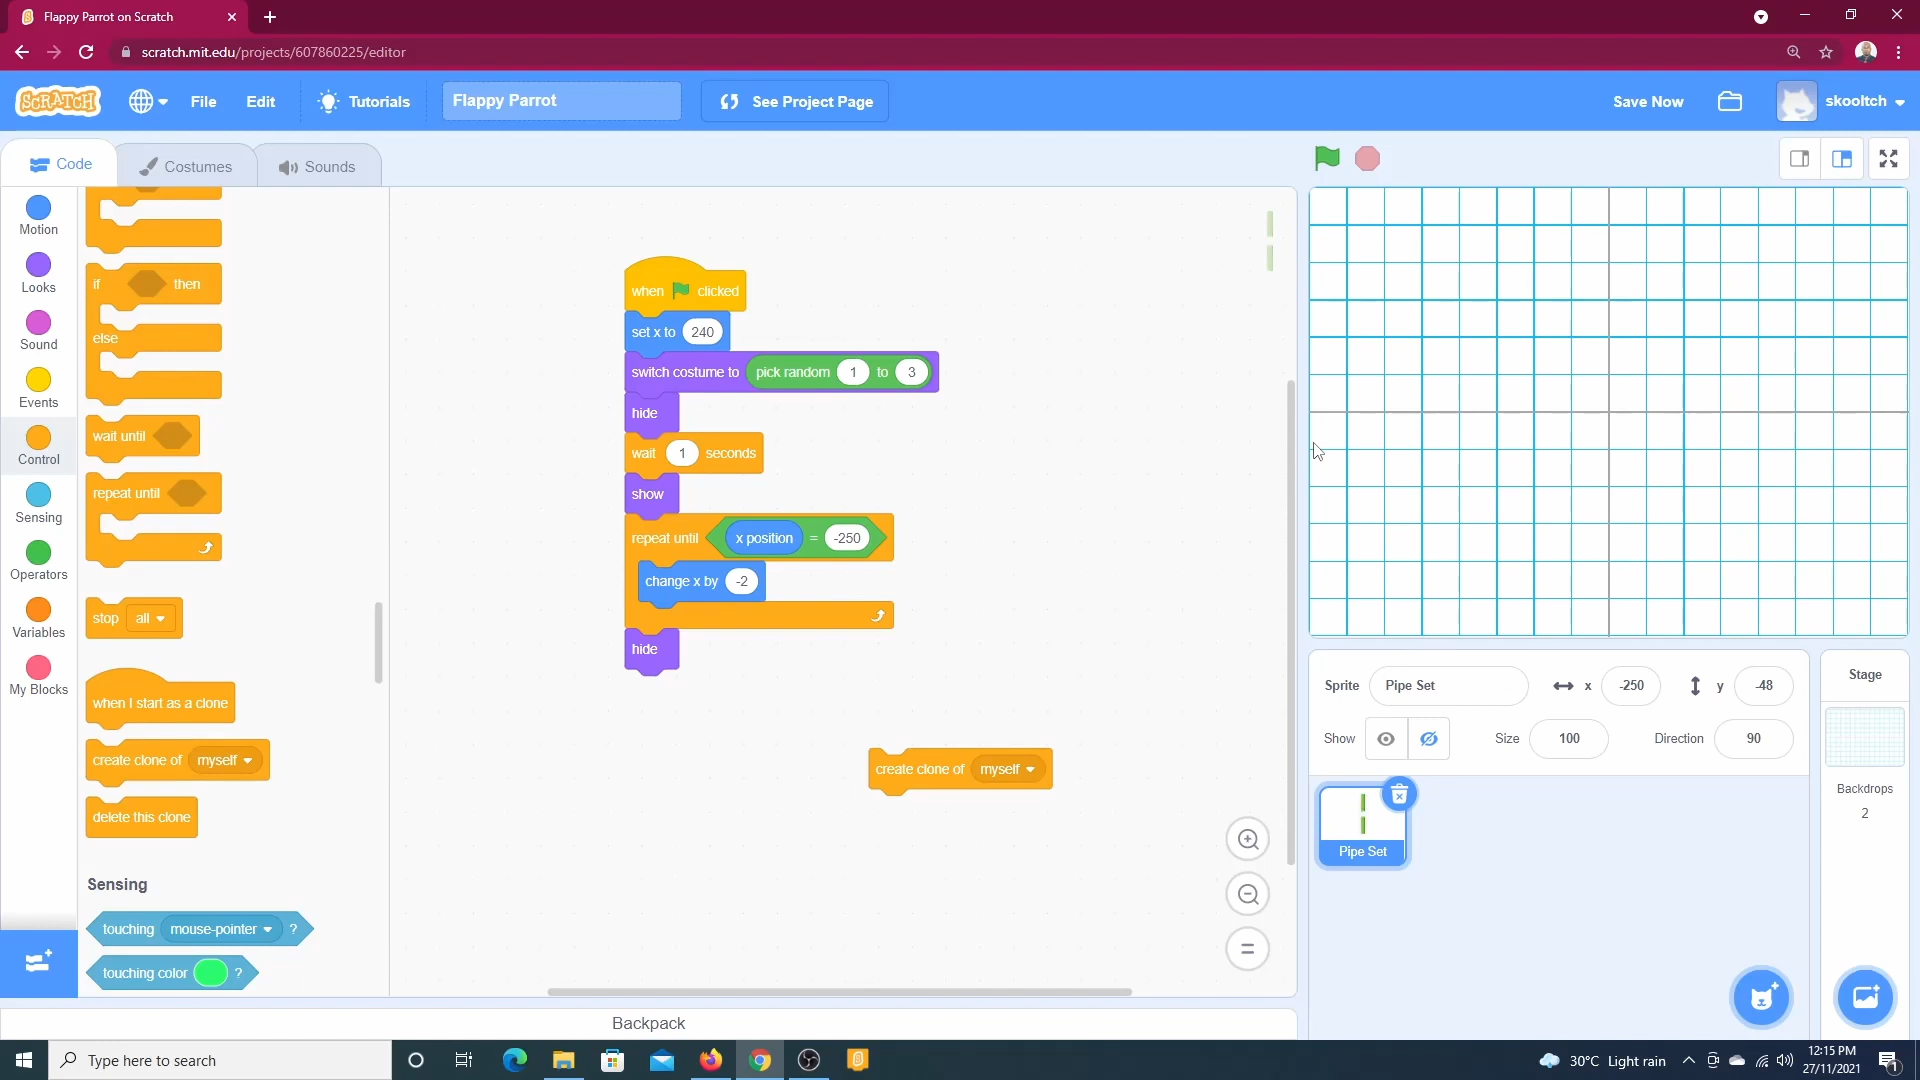 Flappy Parrot on Scratch
scratch.mit.edu/projects/607860225/editor
SCRATCH
File
Edit
Tutorials
Flappy Parrot
See Project Page
Save Now
skooltch
Code
Costumes
Sounds
Motion
Looks
Sound
Events
Control
Sensing
Operators
Variables
My Blocks
if then
else
wait until
repeat until
stop all
when I start as a clone
create clone of myself
delete this clone
Sensing
touching mouse-pointer ?
touching color ?
when clicked
set x to 240
switch costume to pick random 1 to 3
hide
wait 1 seconds
show
repeat until x position = -250
change x by -2
hide
create clone of myself
Backpack
Sprite Pipe Set x -250 y -48
Show Size 100 Direction 90
Pipe Set
Stage
Backdrops
2
Type here to search
30°C Light rain
12:15 PM
27/11/2021
1